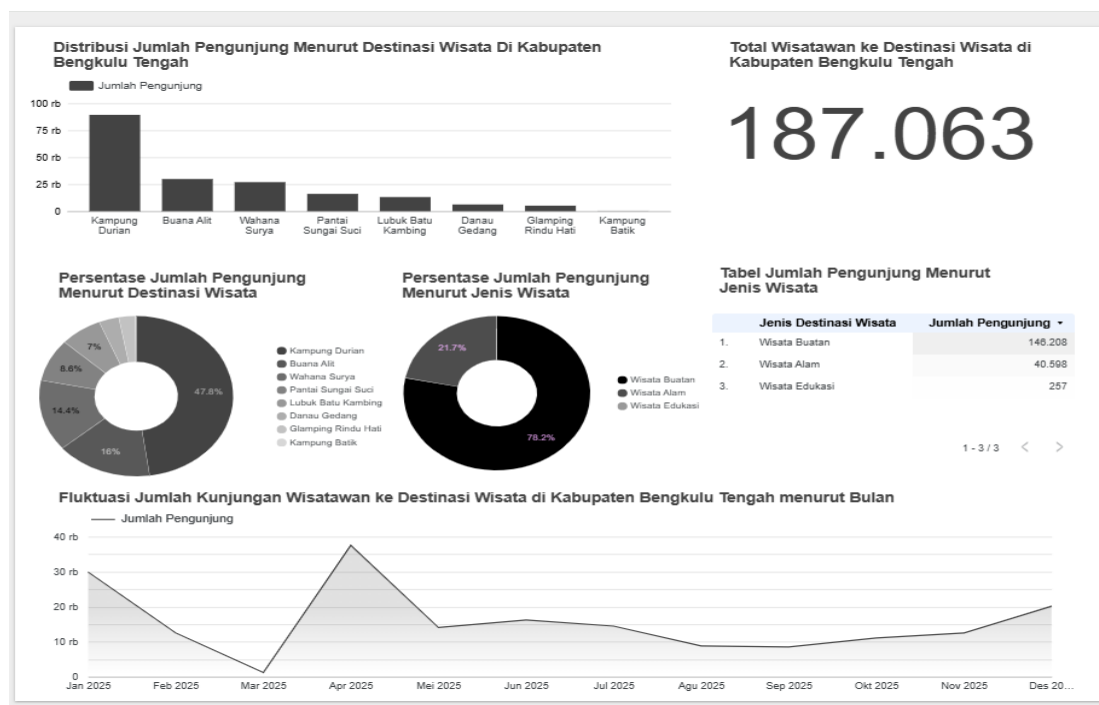 Distribusi Jumlah Pengunjung Menurut Destinasi Wisata Di Kabupaten
Bengkulu Tengah
Jumlah Pengunjung
100 rb
75 rb
50 rb
25 rb
0
Kampung
Durian
Buana Alit
Wahana
Surya
Pantai
Sungai Suci
Lubuk Batu
Kambing
Danau
Gedang
Glamping
Rindu Hati
Kampung
Batik
Total Wisatawan ke Destinasi Wisata di
Kabupaten Bengkulu Tengah
187.063
Persentase Jumlah Pengunjung
Menurut Destinasi Wisata
47.8%
16%
14.4%
8.6%
7%
Kampung Durian
Buana Alit
Wahana Surya
Pantai Sungai Suci
Lubuk Batu Kambing
Danau Gedang
Glamping Rindu Hati
Kampung Batik
Persentase Jumlah Pengunjung
Menurut Jenis Wisata
21.7%
78.2%
Wisata Buatan
Wisata Alam
Wisata Edukasi
Tabel Jumlah Pengunjung Menurut
Jenis Wisata
Jenis Destinasi Wisata Jumlah Pengunjung
1. Wisata Buatan 146.208
2. Wisata Alam 40.598
3. Wisata Edukasi 257
1 - 3 / 3
Fluktuasi Jumlah Kunjungan Wisatawan ke Destinasi Wisata di Kabupaten Bengkulu Tengah menurut Bulan
Jumlah Pengunjung
40 rb
30 rb
20 rb
10 rb
0
Jan 2025 Feb 2025 Mar 2025 Apr 2025 Mei 2025 Jun 2025 Jul 2025 Agu 2025 Sep 2025 Okt 2025 Nov 2025 Des 20...